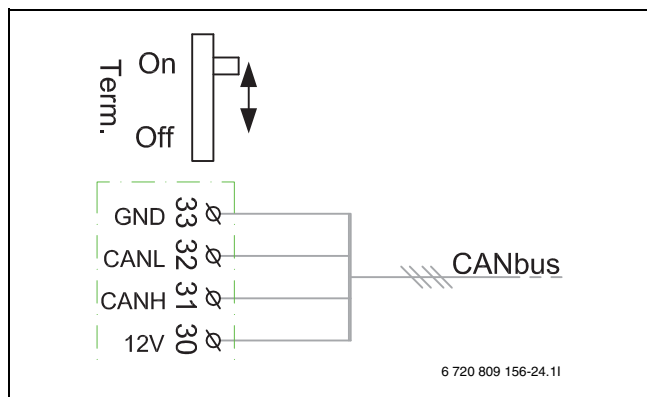 On
Term.
Off
GND 33
CANL 32
CANH 31
12V 30
CANbus
6 720 809 156-24.1I